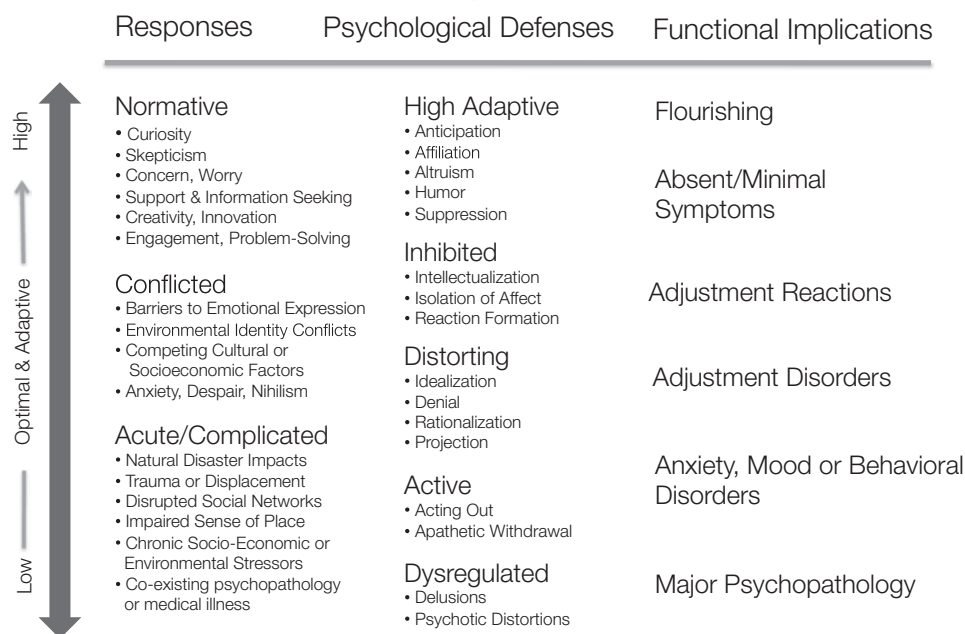 Responses
Psychological Defenses
Functional Implications
High
Optimal & Adaptive
Low
Normative
• Curiosity
• Skepticism
• Concern, Worry
• Support & Information Seeking
• Creativity, Innovation
• Engagement, Problem-Solving
Conflicted
• Barriers to Emotional Expression
• Environmental Identity Conflicts
• Competing Cultural or
Socioeconomic Factors
• Anxiety, Despair, Nihilism
Acute/Complicated
• Natural Disaster Impacts
• Trauma or Displacement
• Disrupted Social Networks
• Impaired Sense of Place
• Chronic Socio-Economic or
Environmental Stressors
• Co-existing psychopathology
or medical illness
High Adaptive
• Anticipation
• Affiliation
• Altruism
• Humor
• Suppression
Inhibited
• Intellectualization
• Isolation of Affect
• Reaction Formation
Distorting
• Idealization
• Denial
• Rationalization
• Projection
Active
• Acting Out
• Apathetic Withdrawal
Dysregulated
• Delusions
• Psychotic Distortions
Flourishing
Absent/Minimal
Symptoms
Adjustment Reactions
Adjustment Disorders
Anxiety, Mood or Behavioral
Disorders
Major Psychopathology